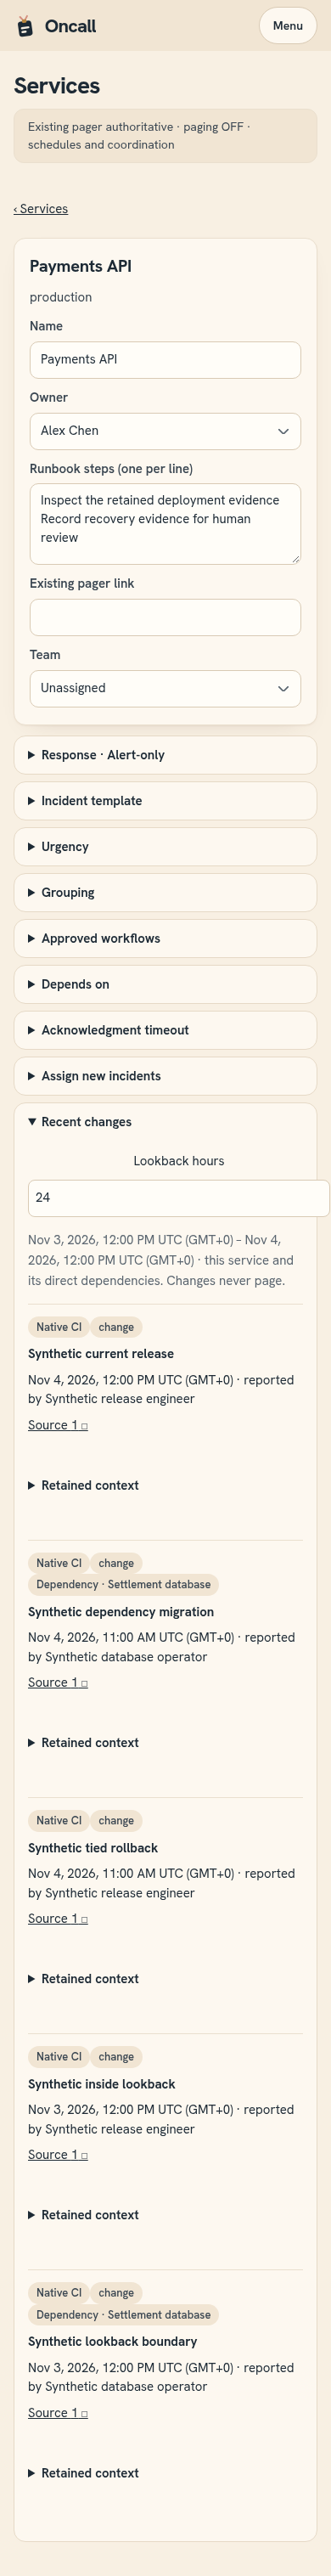 Oncall
Menu
Services
Existing pager authoritative · paging OFF ·
schedules and coordination
‹ Services
Payments API
production
Name
Payments API
Owner
Alex Chen
Runbook steps (one per line)
Inspect the retained deployment evidence
Record recovery evidence for human
review
Existing pager link
Team
Unassigned
Response · Alert-only
Incident template
Urgency
Grouping
Approved workflows
Depends on
Acknowledgment timeout
Assign new incidents
Recent changes
Lookback hours
24
Nov 3, 2026, 12:00 PM UTC (GMT+0) – Nov 4,
2026, 12:00 PM UTC (GMT+0) · this service and
its direct dependencies. Changes never page.
Native CI change
Synthetic current release
Nov 4, 2026, 12:00 PM UTC (GMT+0) · reported
by Synthetic release engineer
Source 1
Retained context
Native CI change
Dependency · Settlement database
Synthetic dependency migration
Nov 4, 2026, 11:00 AM UTC (GMT+0) · reported
by Synthetic database operator
Source 1
Retained context
Native CI change
Synthetic tied rollback
Nov 4, 2026, 11:00 AM UTC (GMT+0) · reported
by Synthetic release engineer
Source 1
Retained context
Native CI change
Synthetic inside lookback
Nov 3, 2026, 12:00 PM UTC (GMT+0) · reported
by Synthetic release engineer
Source 1
Retained context
Native CI change
Dependency · Settlement database
Synthetic lookback boundary
Nov 3, 2026, 12:00 PM UTC (GMT+0) · reported
by Synthetic database operator
Source 1
Retained context